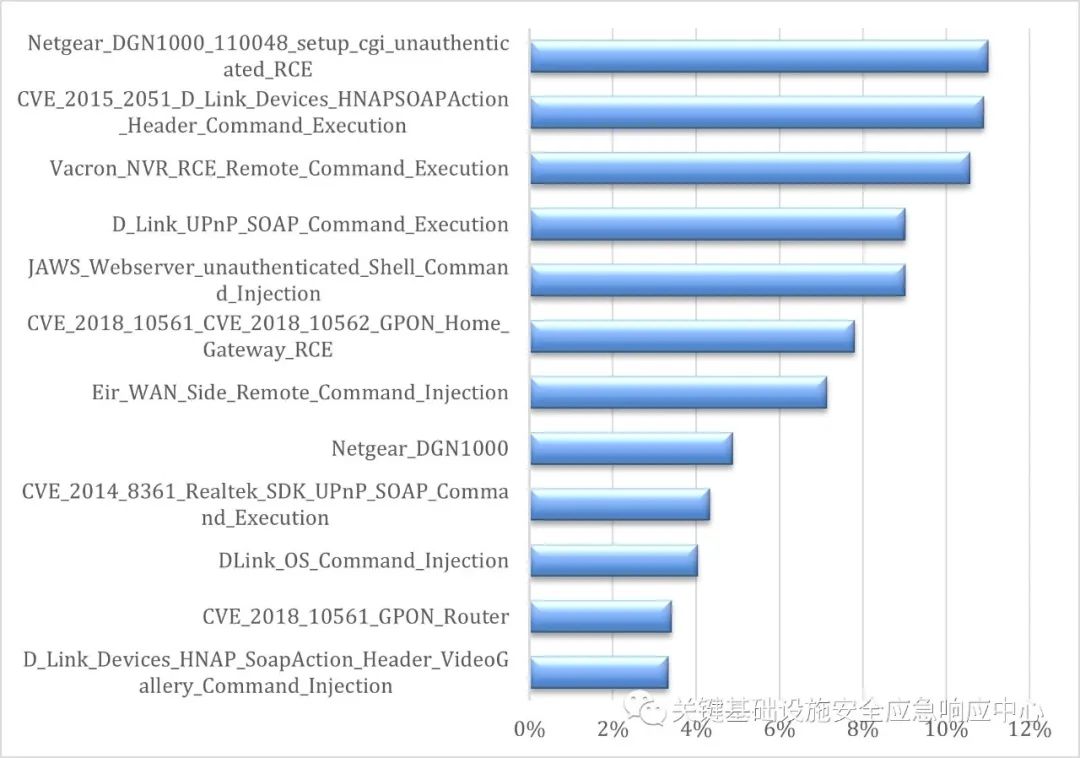 Netgear_DGN1000_110048_setup_cgi_unauthentic
ated_RCE
CVE_2015_2051_D_Link_Devices_HNAPSOAPAction
_Header_Command_Execution
Vacron_NVR_RCE_Remote_Command_Execution
D_Link_UPnP_SOAP_Command_Execution
JAWS_Webserver_unauthenticated_Shell_Comman
d_Injection
CVE_2018_10561_CVE_2018_10562_GPON_Home_
Gateway_RCE
Eir_WAN_Side_Remote_Command_Injection
Netgear_DGN1000
CVE_2014_8361_Realtek_SDK_UPnP_SOAP_Comma
nd_Execution
DLink_OS_Command_Injection
CVE_2018_10561_GPON_Router
D_Link_Devices_HNAP_SoapAction_Header_VideoG
allery_Command_Injection
关键基础设施安全应急响应中心
0% 2% 4% 6% 8% 10% 12%